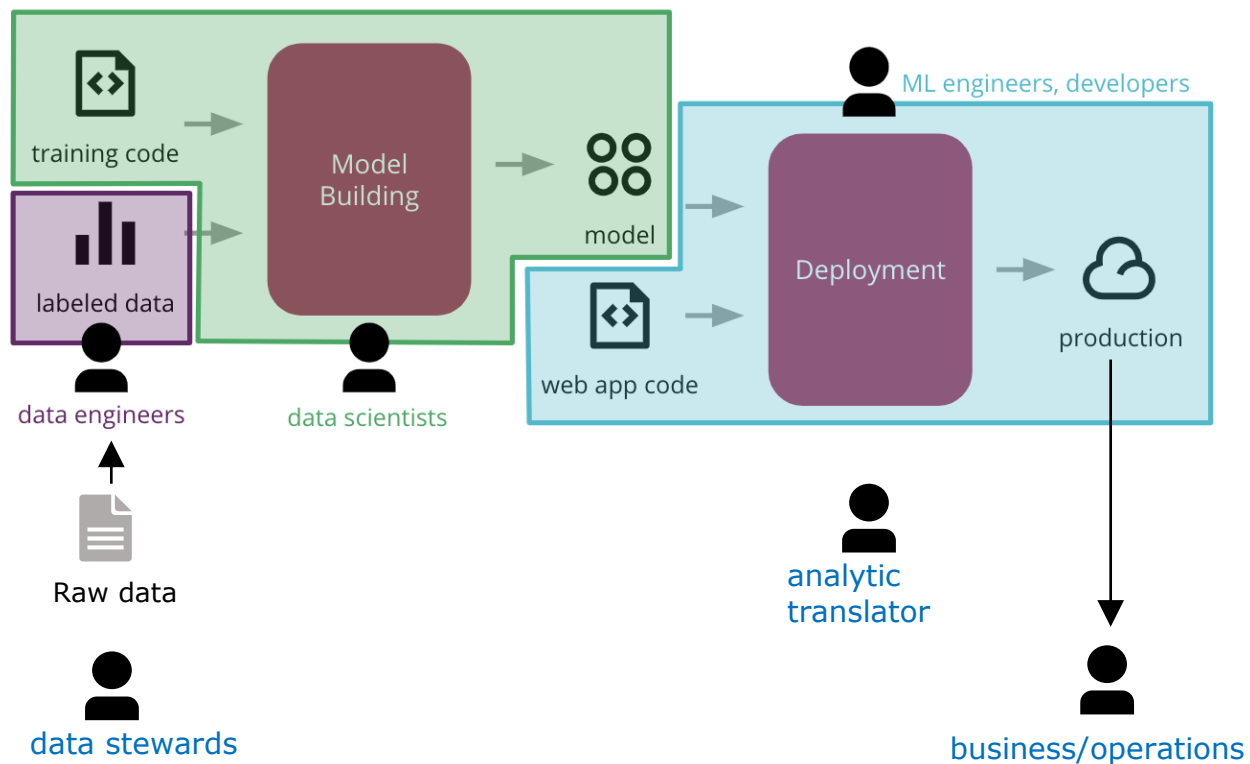 training code
Model
Building
model
labeled data
data engineers
data scientists
ML engineers, developers
Deployment
web app code
production
Raw data
data stewards
analytic
translator
business/operations